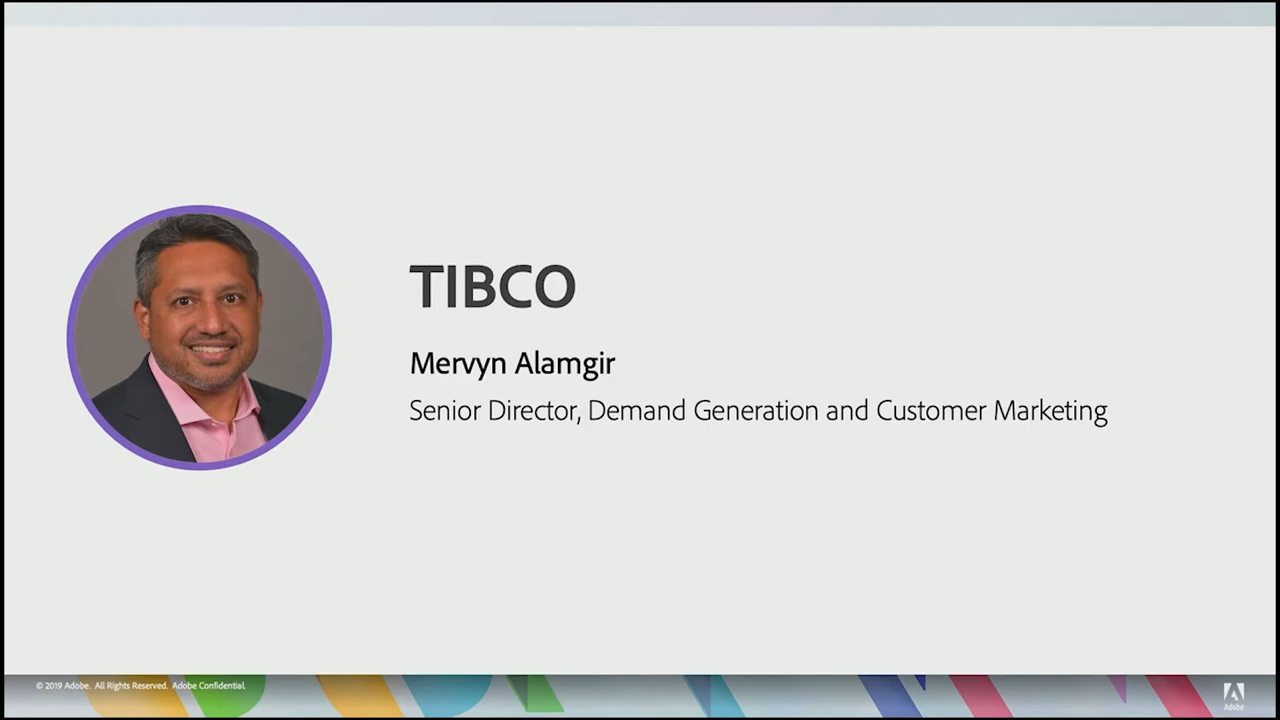 TIBCO
Mervyn Alamgir
Senior Director, Demand Generation and Customer Marketing
© 2019 Adobe. All Rights Reserved. Adobe Confidential.
Adobe